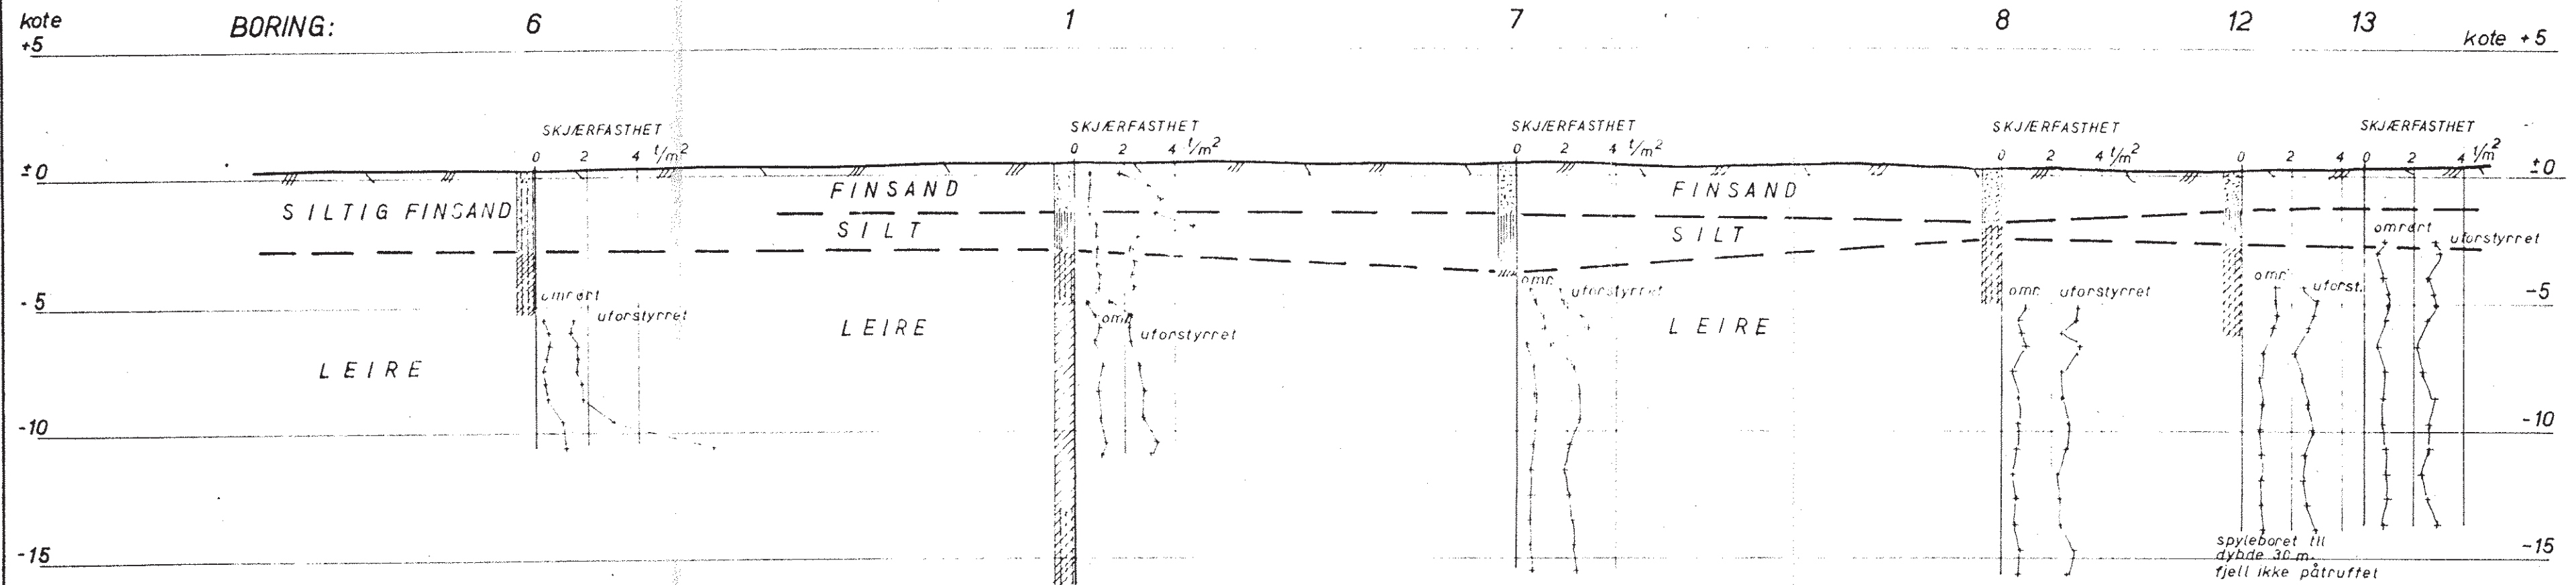 kote BORING: 6 1 7 8 12 13
+5 kote +5
SKJÆRFASTHET SKJÆRFASTHET SKJÆRFASTHET SKJÆRFASTHET SKJÆRFASTHET
0 2 4 t/m² 0 2 4 t/m² 0 2 4 t/m² 0 2 4 t/m² 0 2 4 0 2 4 t/m²
±0 ±0
FINSAND FINSAND
SILTIG FINSAND
SILT SILT
omrørt uforstyrret
omrørt uforstyrret
omr. uforstyrret
omr. uforstyrret
omr. uforst.
-5 -5
omr. uforstyrret
LEIRE LEIRE
LEIRE
-10 -10
-15 -15
spyleboret til
dybde 30 m.
fjell ikke påtruffet